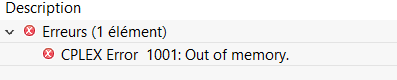 Description
Erreurs (1 élément)
CPLEX Error  1001: Out of memory.